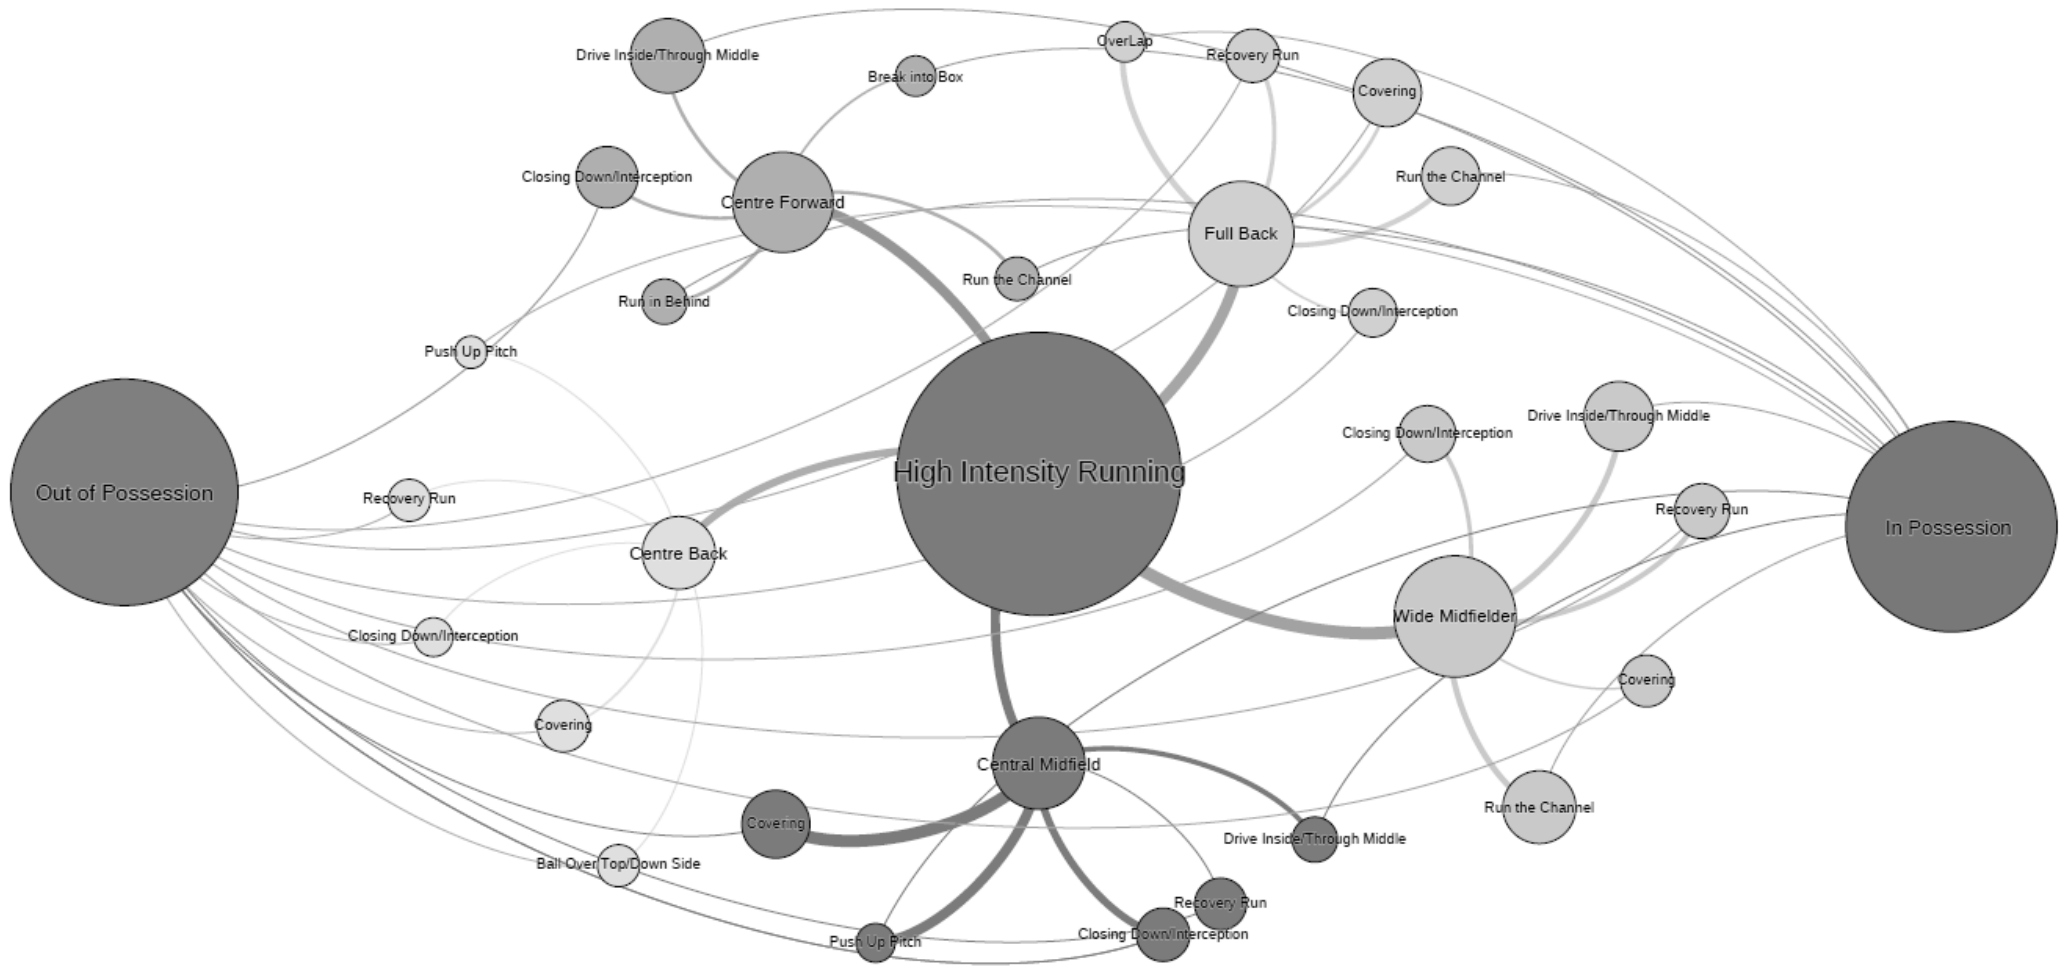 OverLap
Drive Inside/Through Middle
Recovery Run
Break into Box
Covering
Closing Down/Interception
Run the Channel
Centre Forward
Full Back
Run the Channel
Run in Behind
Closing Down/Interception
Push Up Pitch
Drive Inside/Through Middle
Closing Down/Interception
High Intensity Running
Out of Possession
Recovery Run
Recovery Run
In Possession
Centre Back
Wide Midfielder
Closing Down/Interception
Covering
Covering
Central Midfield
Run the Channel
Covering
Drive Inside/Through Middle
Ball Over Top/Down Side
Recovery Run
Closing Down/Interception
Push Up Pitch